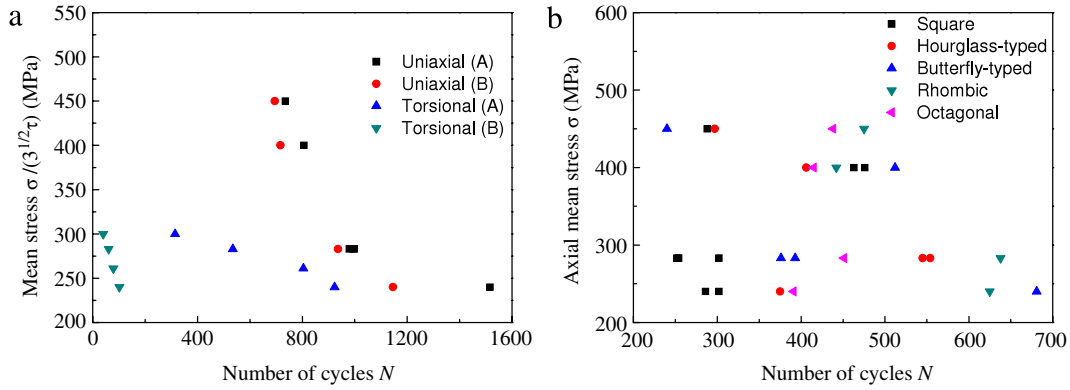 a
Mean stress σ /(3^{1/2}τ) (MPa)
550
500
450
400
350
300
250
200
0
400
800
1200
1600
Number of cycles N
Uniaxial (A)
Uniaxial (B)
Torsional (A)
Torsional (B)
b
Axial mean stress σ (MPa)
600
500
400
300
200
200
300
400
500
600
700
Number of cycles N
Square
Hourglass-typed
Butterfly-typed
Rhombic
Octagonal